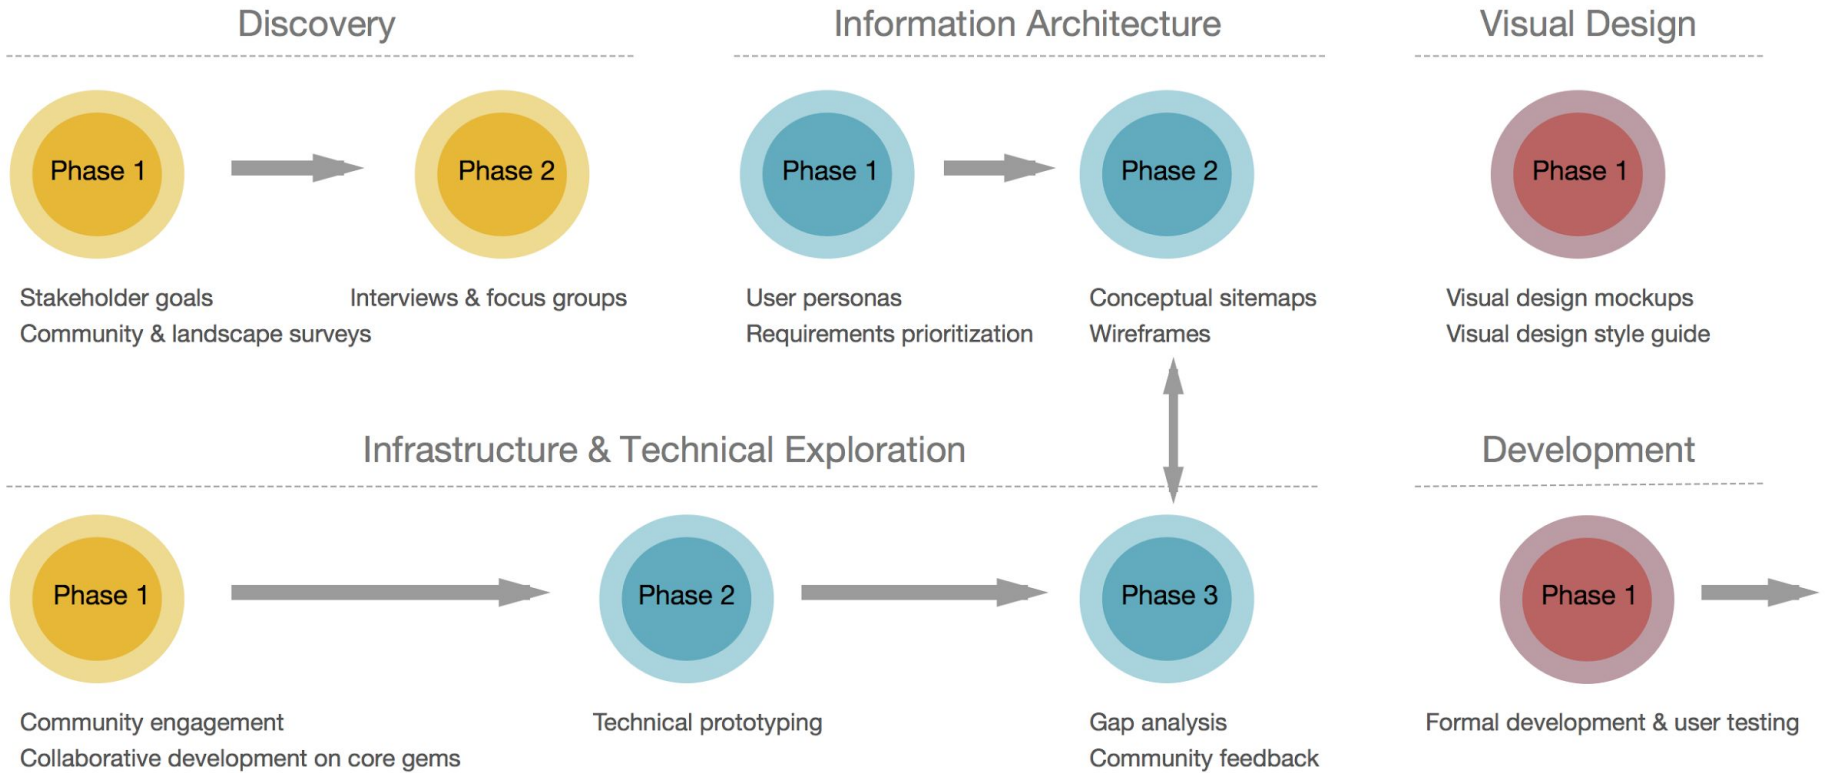 Discovery
Information Architecture
Visual Design
Phase 1
Phase 2
Phase 1
Phase 2
Phase 1
Stakeholder goals
Community & landscape surveys
Interviews & focus groups
User personas
Requirements prioritization
Conceptual sitemaps
Wireframes
Visual design mockups
Visual design style guide
Infrastructure & Technical Exploration
Development
Phase 1
Phase 2
Phase 3
Phase 1
Community engagement
Collaborative development on core gems
Technical prototyping
Gap analysis
Community feedback
Formal development & user testing